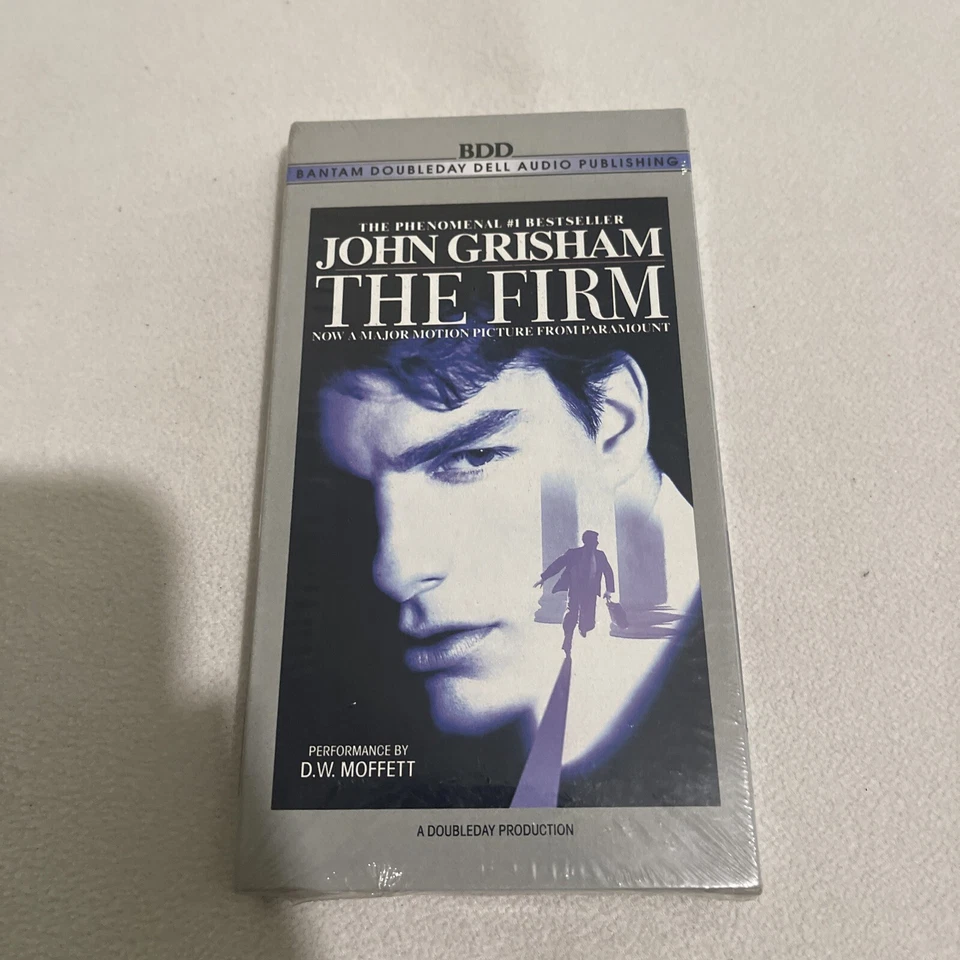 BDD
BANTAM DOUBLEDAY DELL AUDIO PUBLISHING
THE PHENOMENAL #1 BESTSELLER
JOHN GRISHAM
THE FIRM
NOW A MAJOR MOTION PICTURE FROM PARAMOUNT
PERFORMANCE BY
D.W. MOFFETT
A DOUBLEDAY PRODUCTION